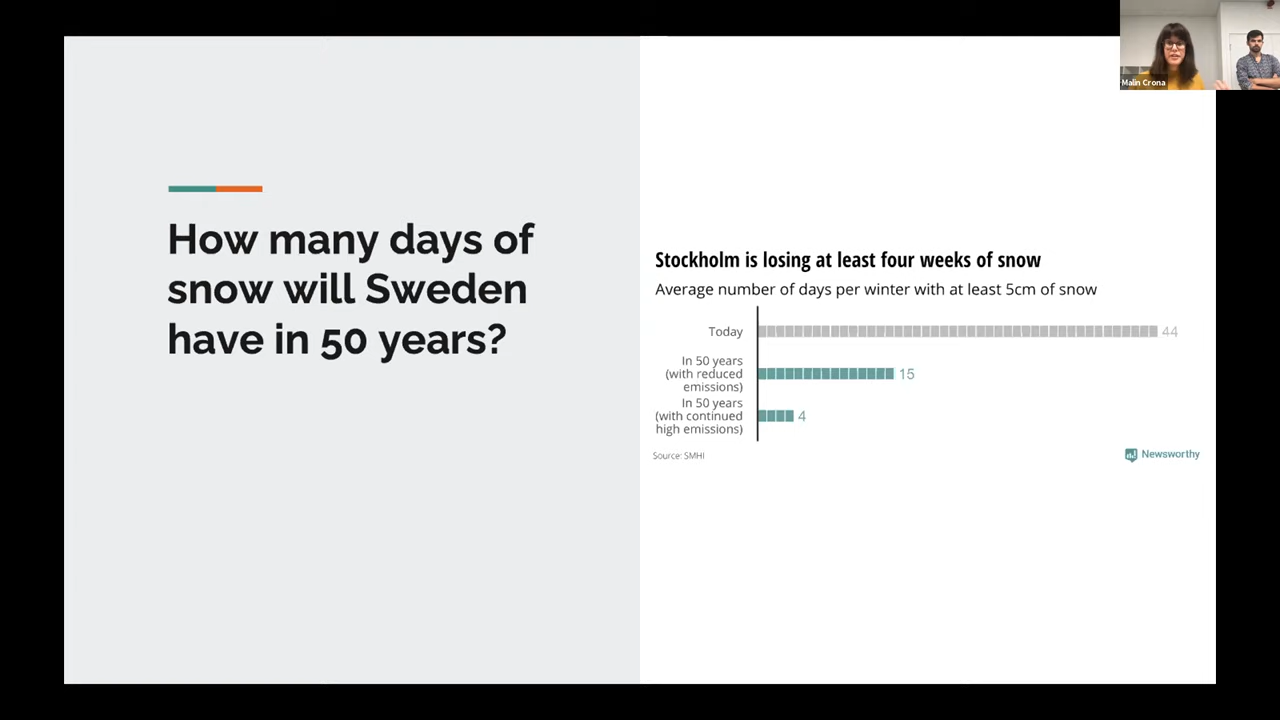 Malin Crona
How many days of
snow will Sweden
have in 50 years?
Stockholm is losing at least four weeks of snow
Average number of days per winter with at least 5cm of snow
Today
44
In 50 years
(with reduced
emissions)
15
In 50 years
(with continued
high emissions)
4
Source: SMHI
Newsworthy